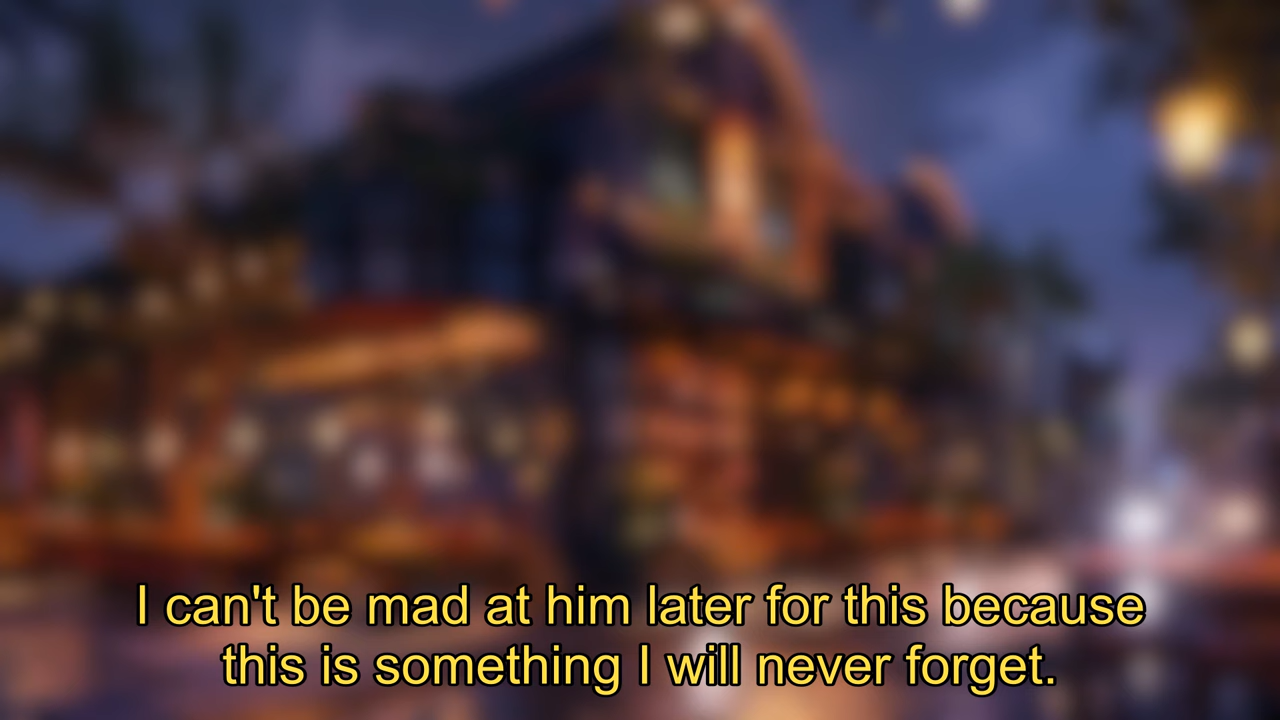 I can't be mad at him later for this because
this is something I will never forget.